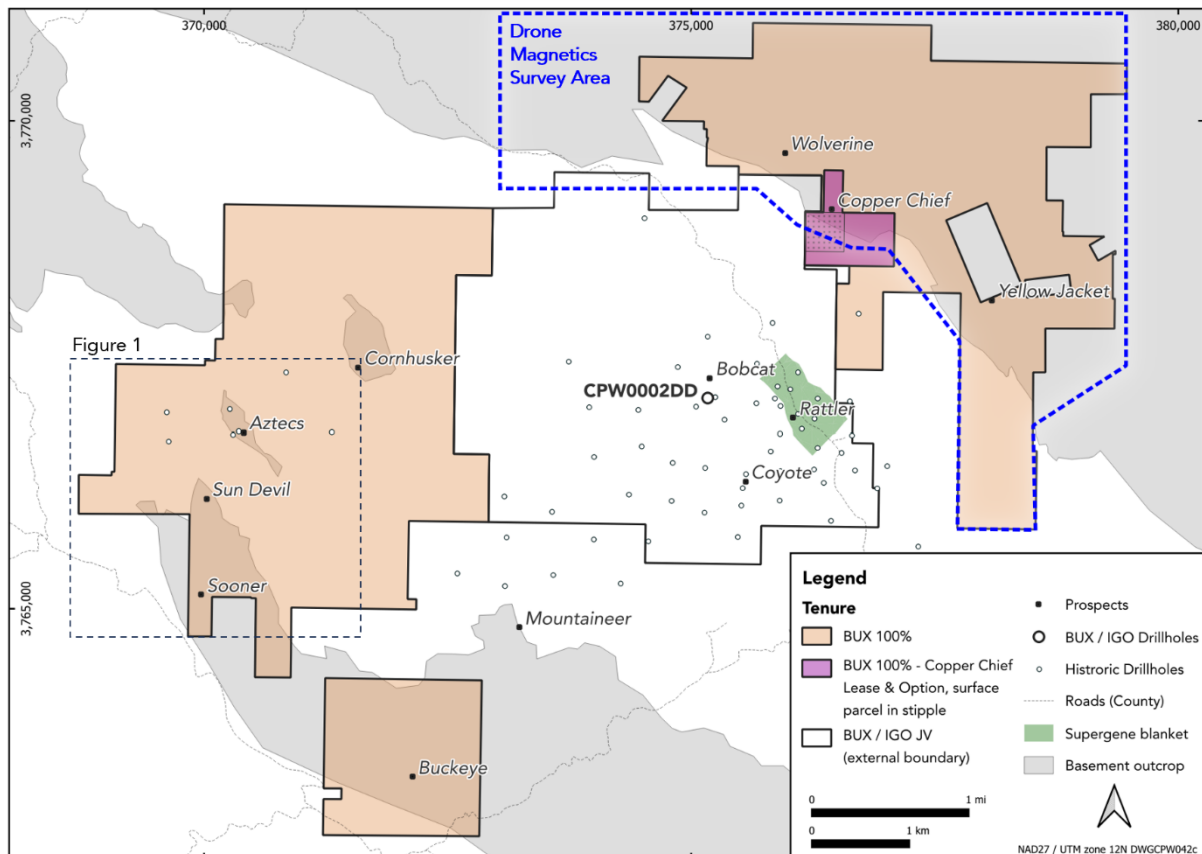 370,000
375,000
380,000
Drone
Magnetics
Survey Area
3,770,000
Wolverine
Copper Chief
Yellow Jacket
Figure 1
Cornhusker
Bobcat
CPW0002DD
Rattler
Aztecs
Coyote
Sun Devil
Sooner
3,765,000
Mountaineer
Buckeye
Legend
Tenure
BUX 100%
BUX 100% - Copper Chief
Lease & Option, surface
parcel in stipple
BUX / IGO JV
(external boundary)
Prospects
BUX / IGO Drillholes
Histroric Drillholes
Roads (County)
Supergene blanket
Basement outcrop
0
1 mi
0
1 km
NAD27 / UTM zone 12N DWGCPW042c